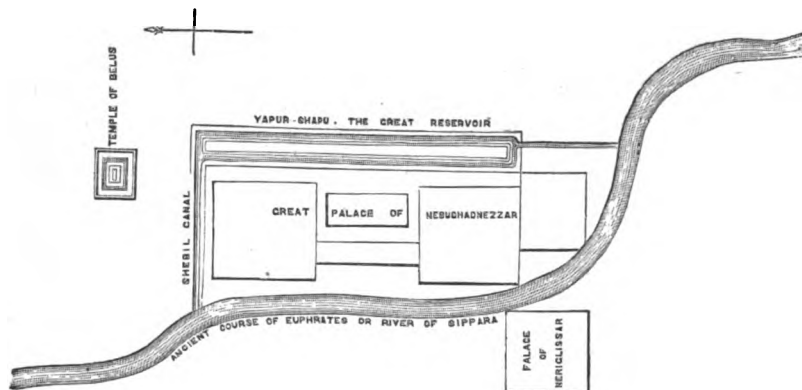 TEMPLE OF BELUS
YAPUR-SHAPU. THE GREAT RESERVOIR
SHEBIL CANAL
GREAT PALACE OF NEBUCHADNEZZAR
ANCIENT COURSE OF EUPHRATES OR RIVER OF SIPPARA
PALACE
OF
NERIGLISSAR